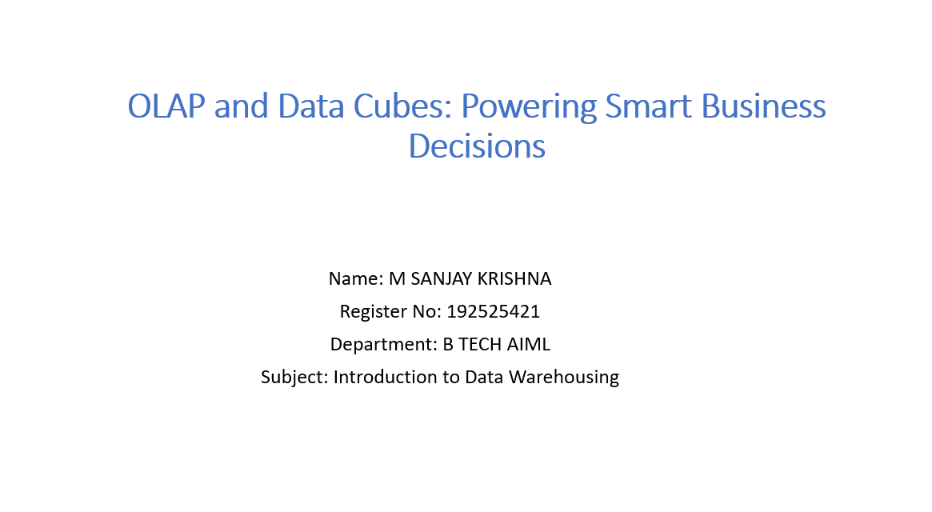 OLAP and Data Cubes: Powering Smart Business
Decisions
Name: M SANJAY KRISHNA
Register No: 192525421
Department: B TECH AIML
Subject: Introduction to Data Warehousing